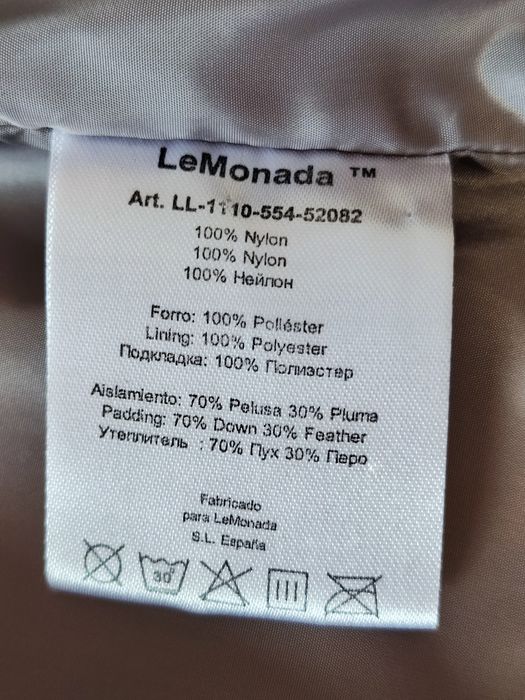 LeMonada ™
Art. LL-1110-554-52082
100% Nylon
100% Nylon
100% Нейлон
Forro: 100% Poliéster
Lining: 100% Polyester
Подкладка: 100% Полиэстер
Aislamiento: 70% Pelusa 30% Pluma
Padding: 70% Down 30% Feather
Утеплитель : 70% Пух 30% Перо
Fabricado
para LeMonada
S.L. España
30°